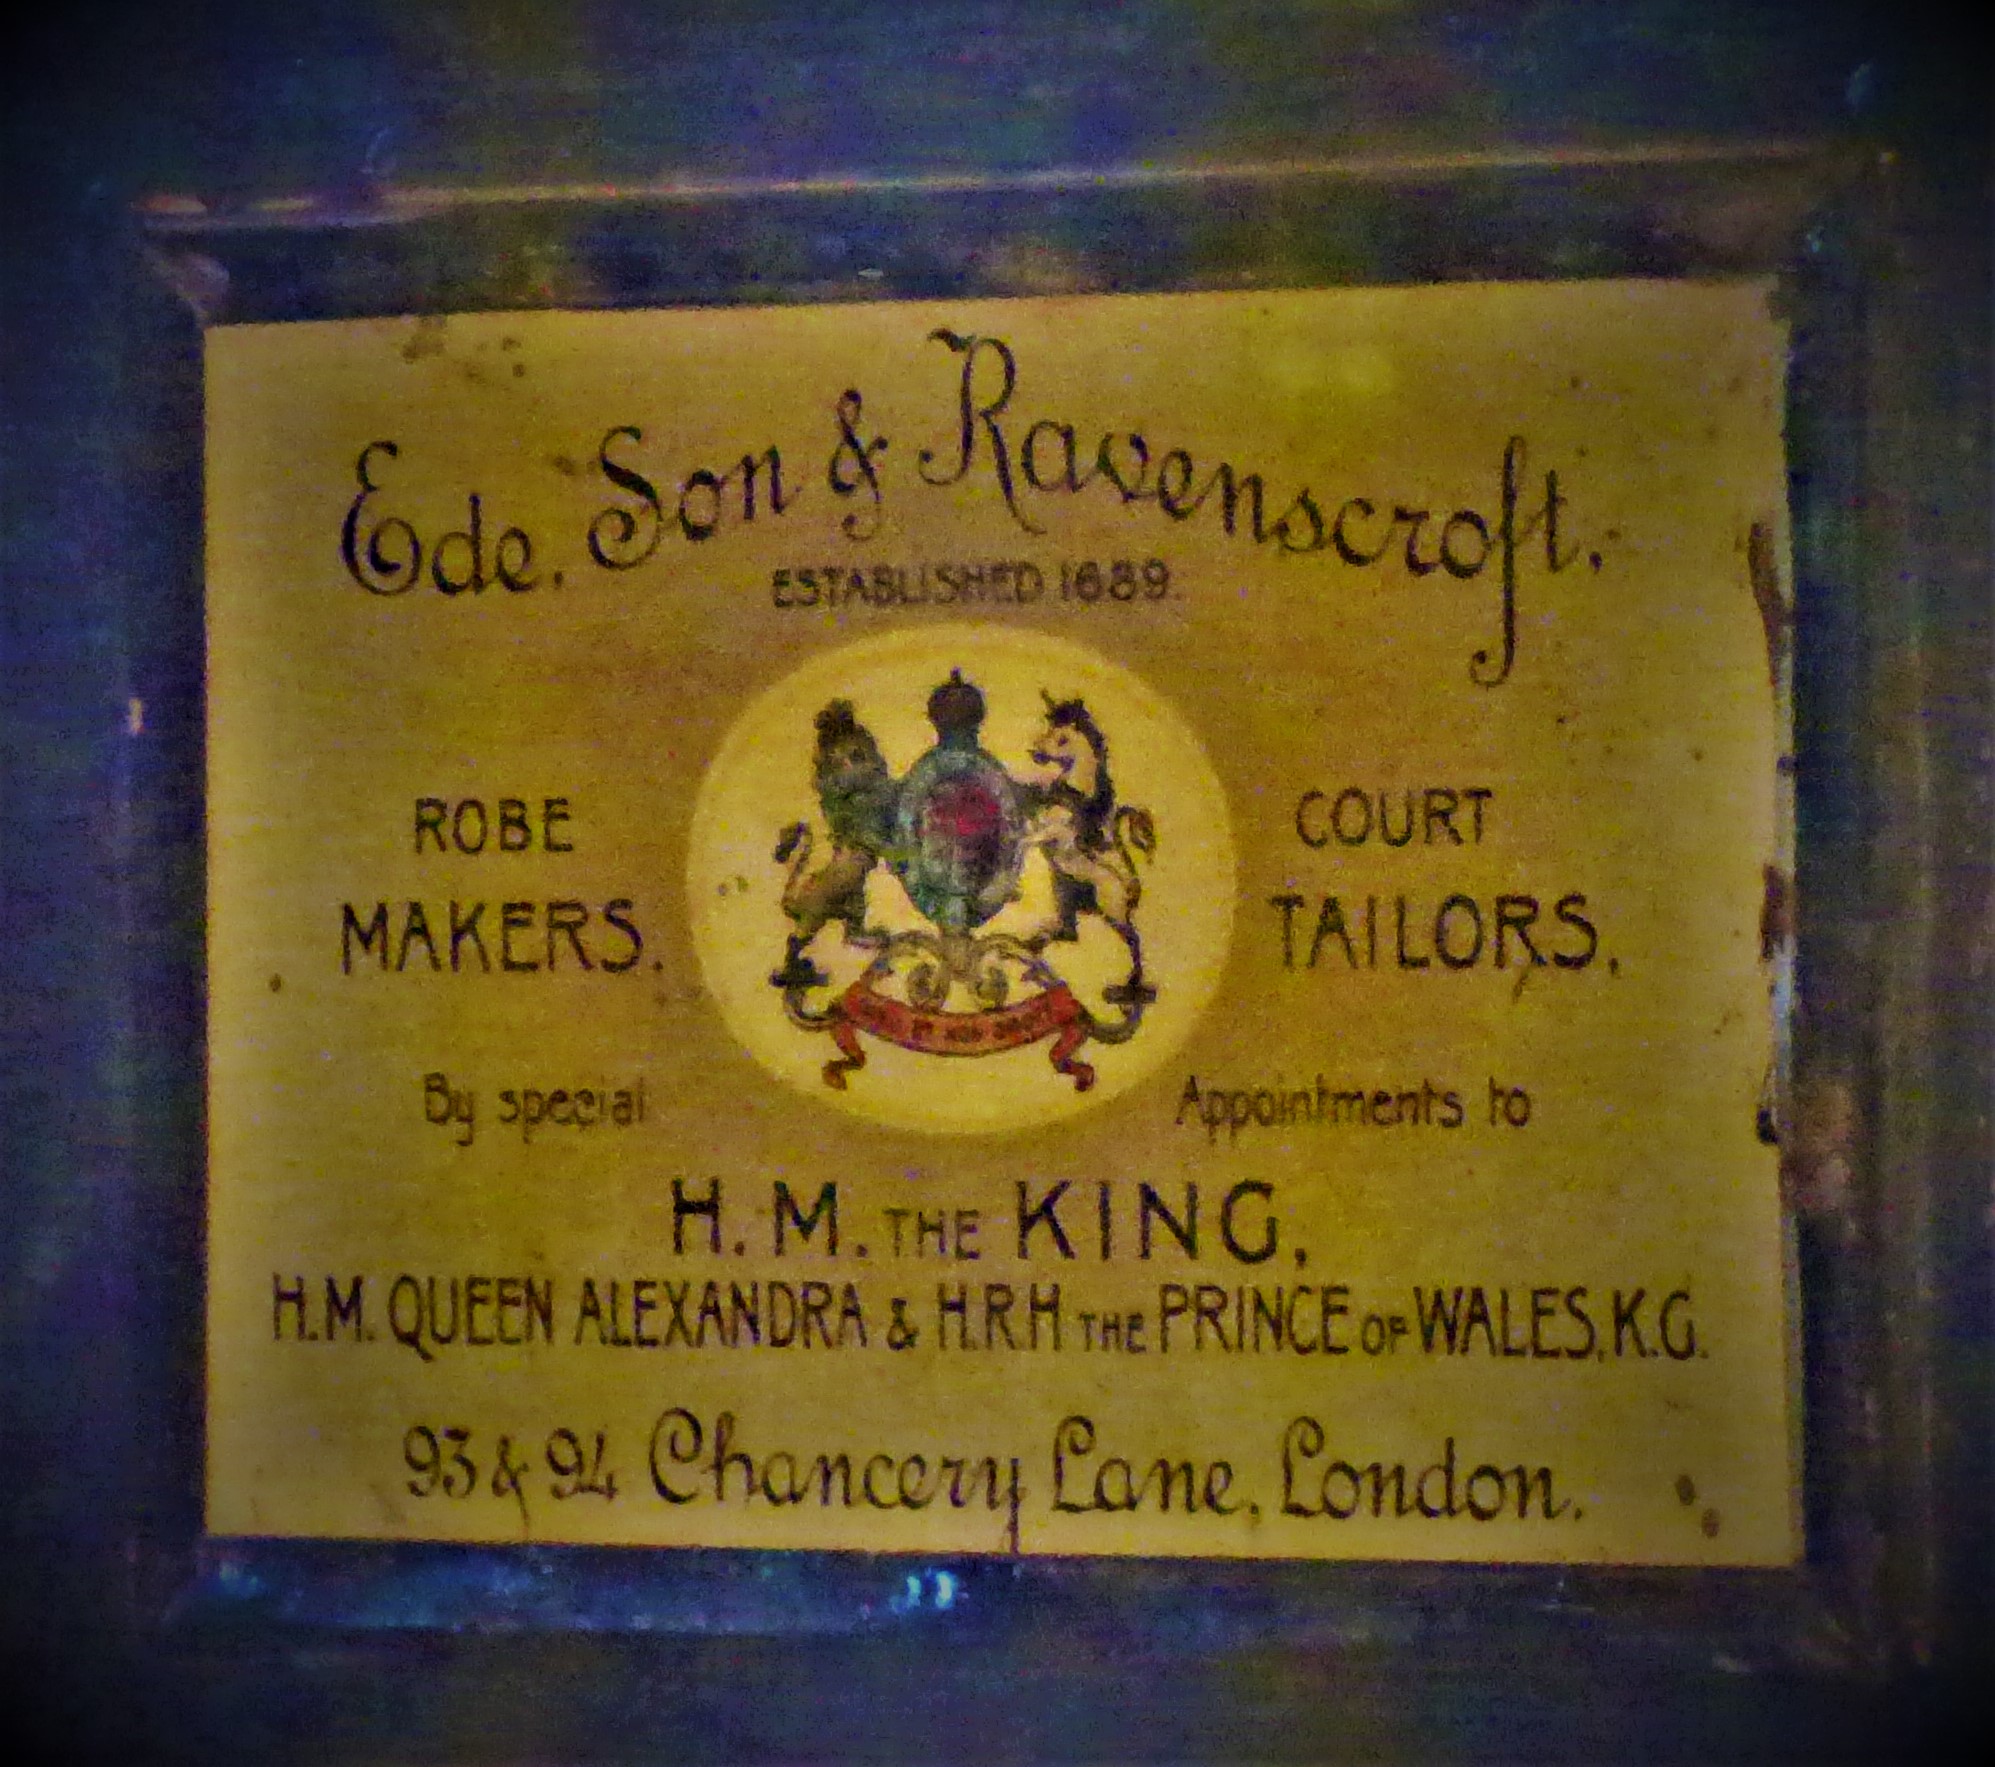 Ede. Son & Ravenscroft.
ESTABLISHED 1689.
ROBE MAKERS.
COURT TAILORS.
By special Appointments to
H.M. THE KING.
H.M. QUEEN ALEXANDRA & H.R.H THE PRINCE OF WALES. K.G.
93 & 94 Chancery Lane. London.